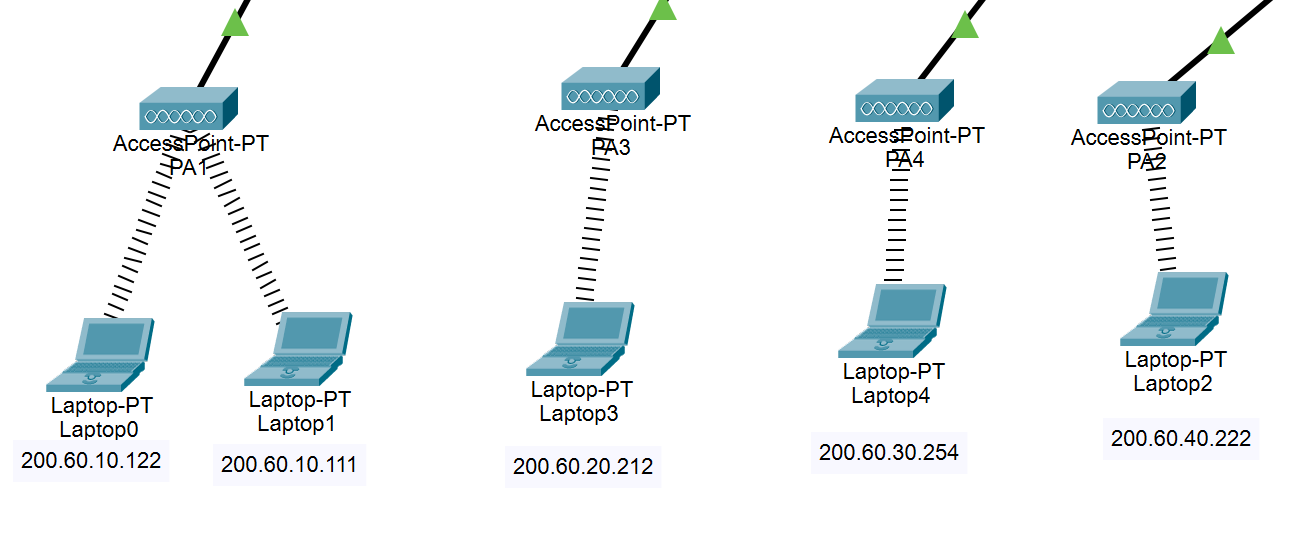 AccessPoint-PT
PA1
AccessPoint-PT
PA3
AccessPoint-PT
PA4
AccessPoint-PT
PA2
Laptop-PT
Laptop0
200.60.10.122
Laptop-PT
Laptop1
200.60.10.111
Laptop-PT
Laptop3
200.60.20.212
Laptop-PT
Laptop4
200.60.30.254
Laptop-PT
Laptop2
200.60.40.222